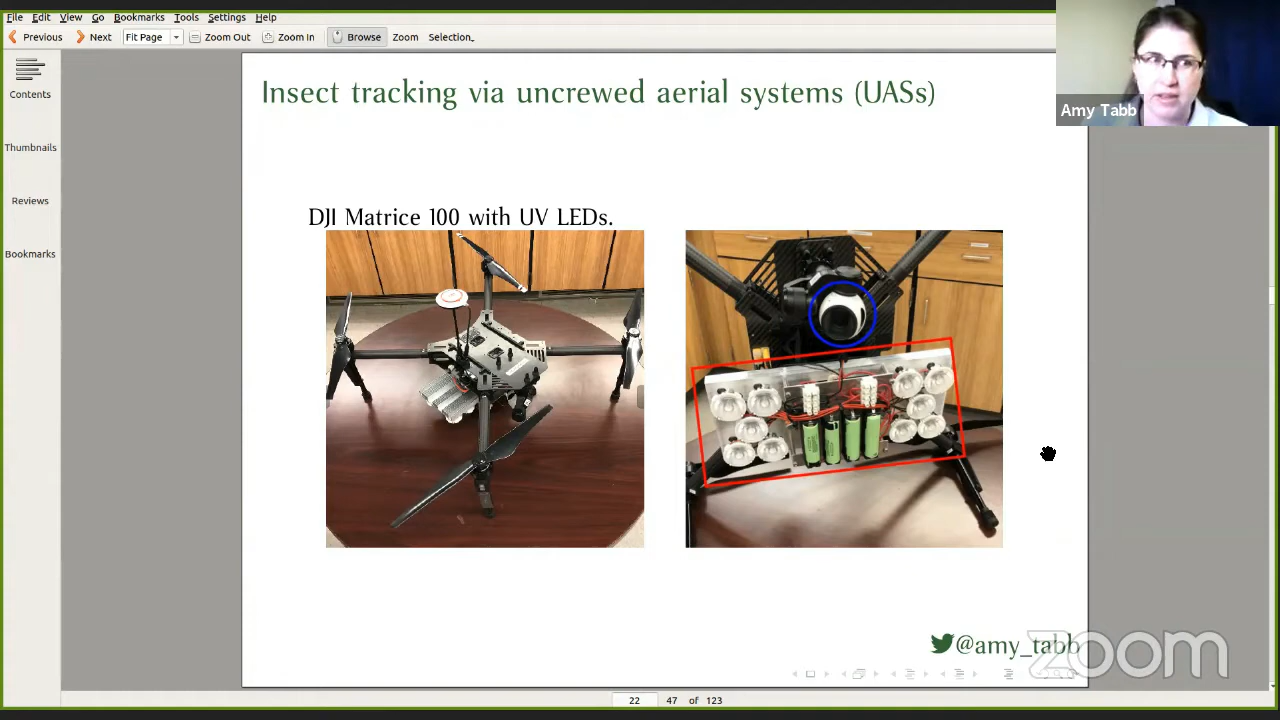 File Edit View Go Bookmarks Tools Settings Help
Previous Next Fit Page Zoom Out Zoom In Browse Zoom Selection
Contents
Thumbnails
Reviews
Bookmarks
Insect tracking via uncrewed aerial systems (UASs)
Amy Tabb
DJI Matrice 100 with UV LEDs.
@amy_tabb
zoom
22 47 of 123